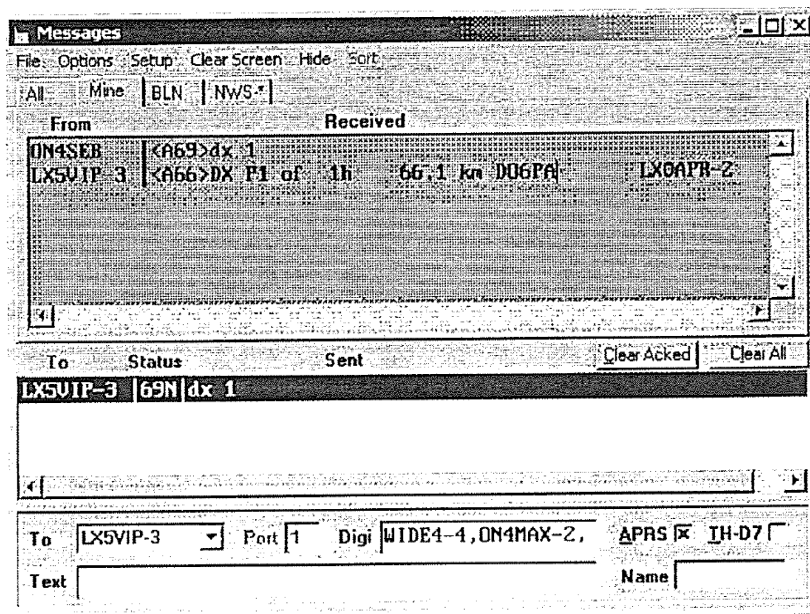 Messages
File Options Setup Clear Screen Hide Sort
All Mine BLN NWS-*
From Received
ON4SEB <A69>dx 1
LX5VIP-3 <A66>DX P1 of 1h 66.1 km DO6PA LX0APR-2
To Status Sent Clear Acked Clear All
LX5VIP-3 69N dx 1
To LX5VIP-3 Port 1 Digi WIDE4-4,ON4MAX-2, APRS TH-D7
Text Name